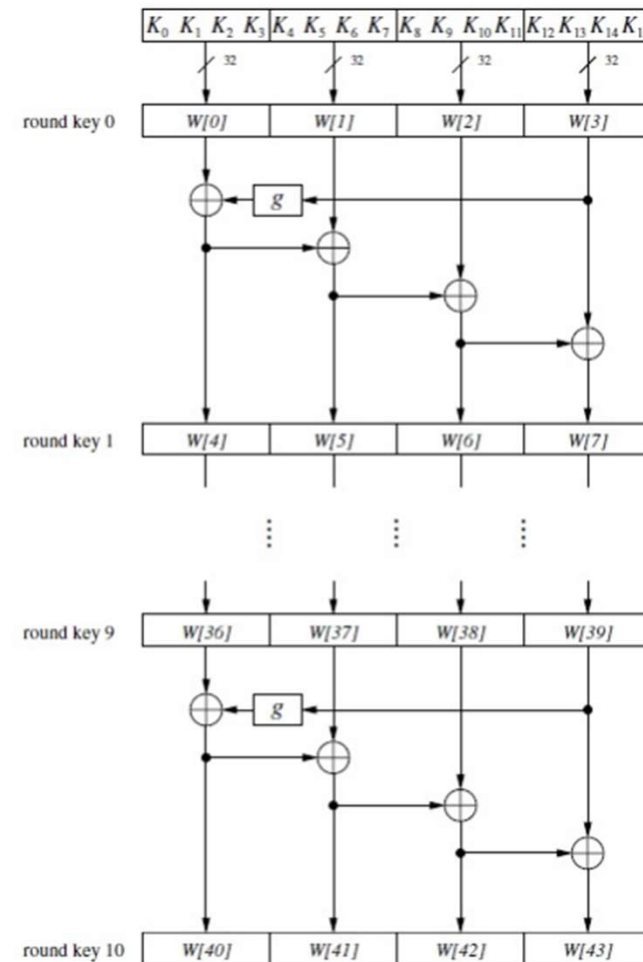 K₀ K₁ K₂ K₃ K₄ K₅ K₆ K₇ K₈ K₉ K₁₀ K₁₁ K₁₂ K₁₃ K₁₄
32 32 32 32
round key 0 W[0] W[1] W[2] W[3]
g
round key 1 W[4] W[5] W[6] W[7]
round key 9 W[36] W[37] W[38] W[39]
g
round key 10 W[40] W[41] W[42] W[43]